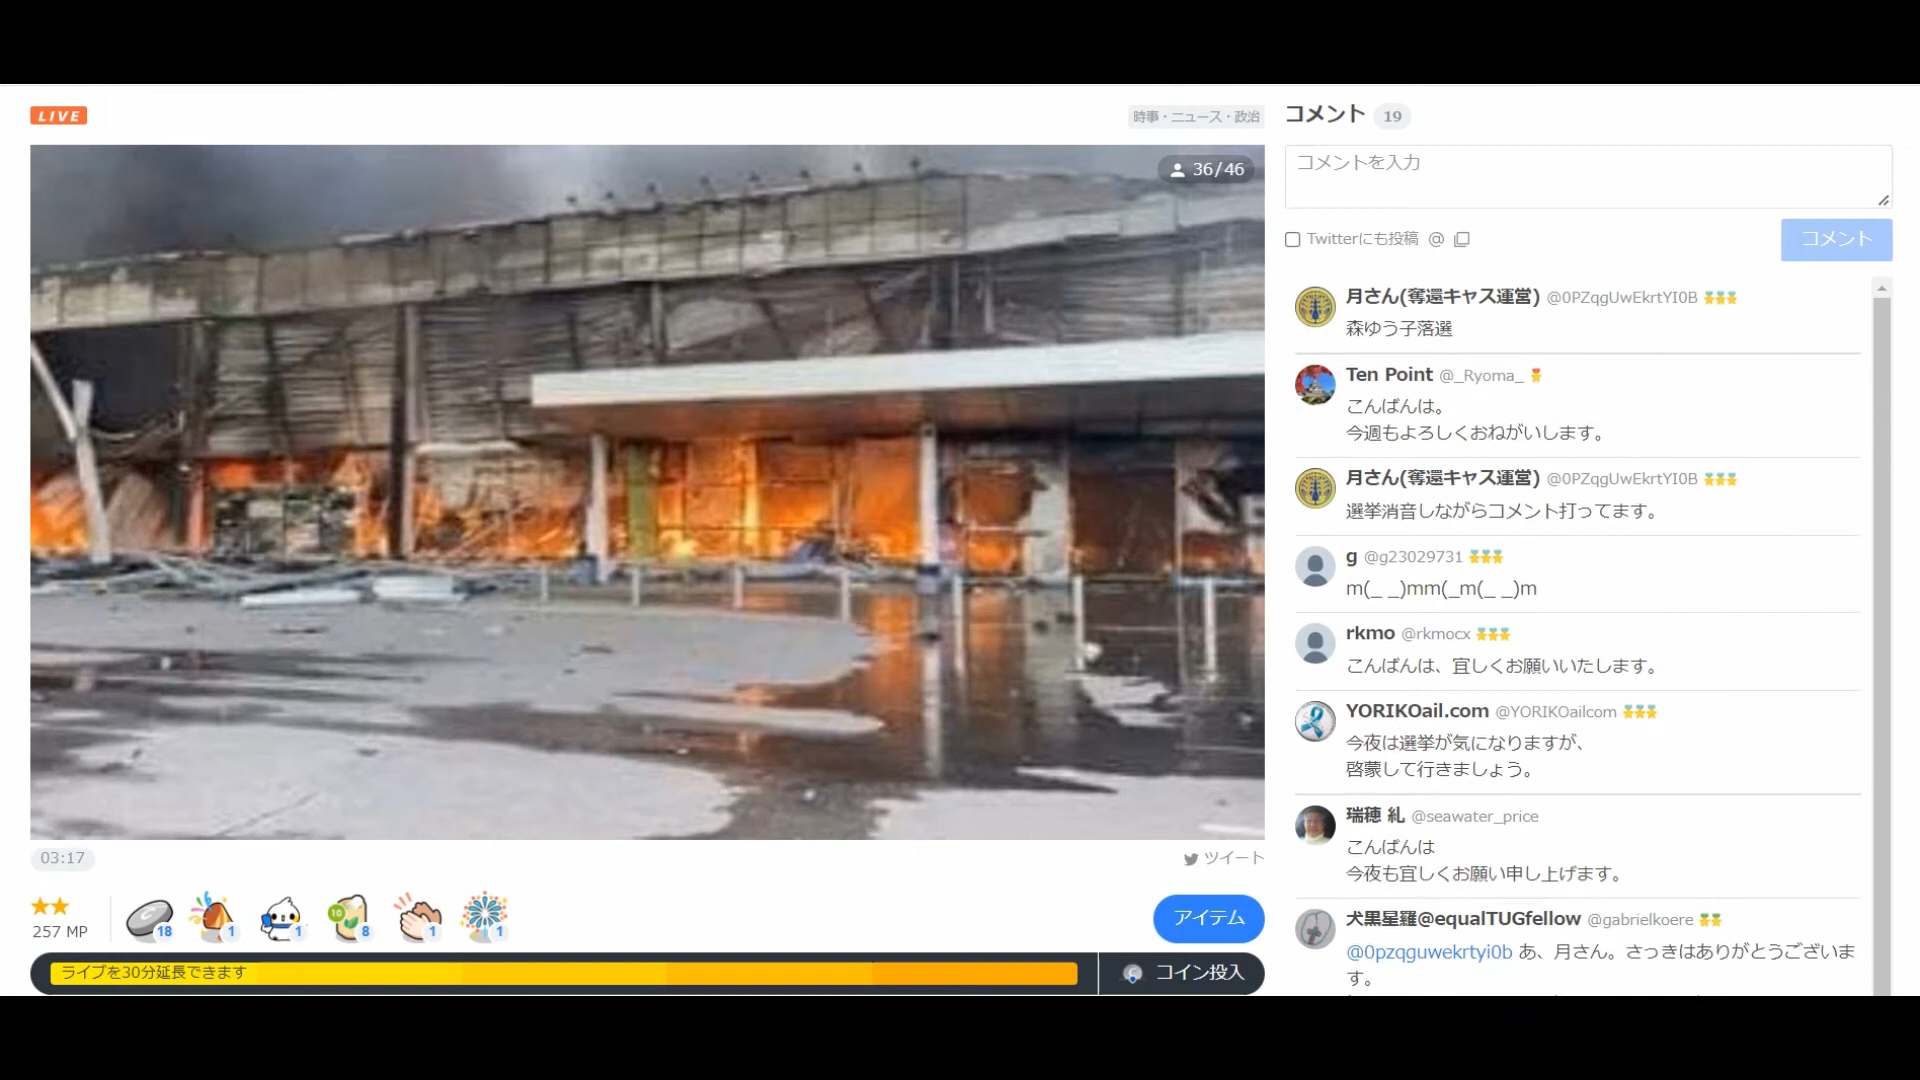 LIVE
時事・ニュース・政治
36/46
03:17
ツイート
257 MP
18
1
1
10
8
1
1
アイテム
ライブを30分延長できます
コイン投入
コメント 19
コメントを入力
Twitterにも投稿 @
コメント
月さん(奪還キャス運営) @0PZqgUwEkrtYI0B
森ゆう子落選
Ten Point @_Ryoma_
こんばんは。
今週もよろしくおねがいします。
月さん(奪還キャス運営) @0PZqgUwEkrtYI0B
選挙消音しながらコメント打ってます。
g @g23029731
m(_ _)mm(_m(_ _)m
rkmo @rkmocx
こんばんは、宜しくお願いいたします。
YORIKOail.com @YORIKOailcom
今夜は選挙が気になりますが、
啓蒙して行きましょう。
瑞穂 糺 @seawater_price
こんばんは
今夜も宜しくお願い申し上げます。
犬黒星羅@equalTUGfellow @gabrielkoere
@0pzqguwekrtyi0b あ、月さん。さっきはありがとうございま
す。